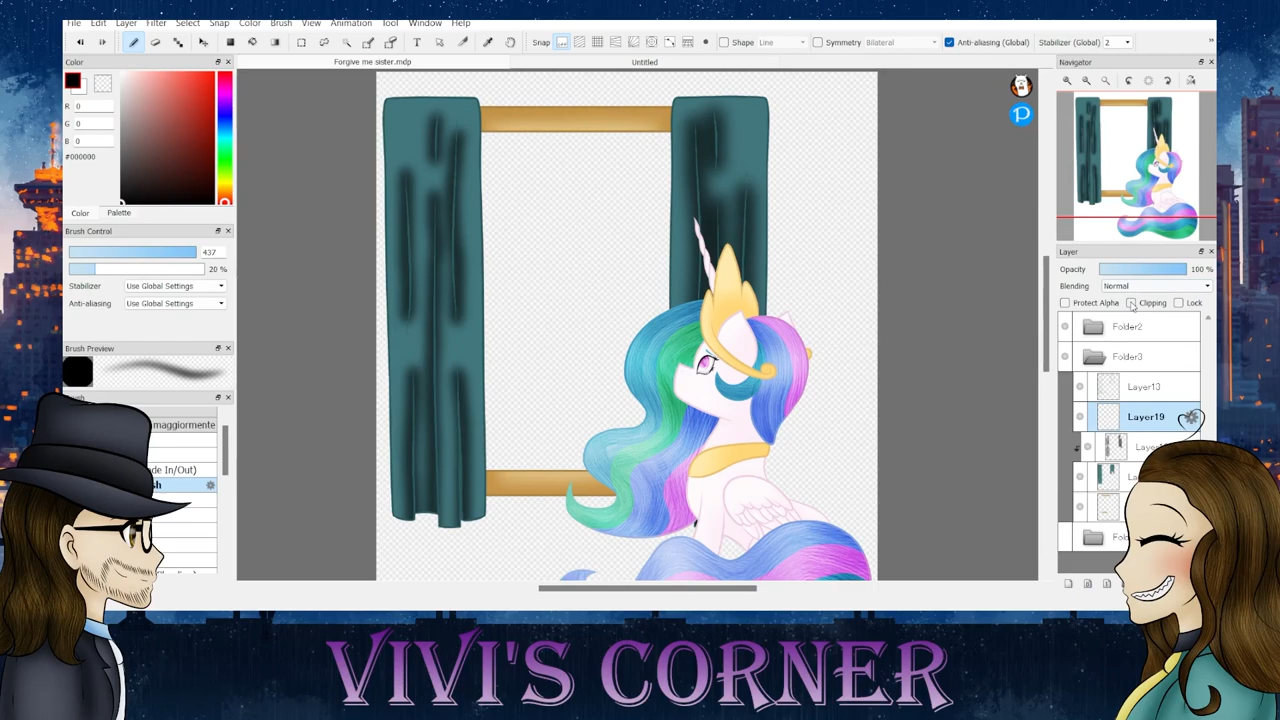 File Edit Layer Filter Select Snap Color Brush View Animation Tool Window Help
Snap Shape Line Symmetry Bilateral Anti-aliasing (Global) Stabilizer (Global) 2
Color
Forgive me sister.mdp
Untitled
Navigator
R 0
G 0
B 0
#000000
Color Palette
Brush Control
437
20 %
Stabilizer Use Global Settings
Anti-aliasing Use Global Settings
Brush Preview
maggiormente
Layer
Opacity 100 %
Blending Normal
Protect Alpha Clipping Lock
Folder2
Folder3
Layer13
Layer19
VIVI'S CORNER